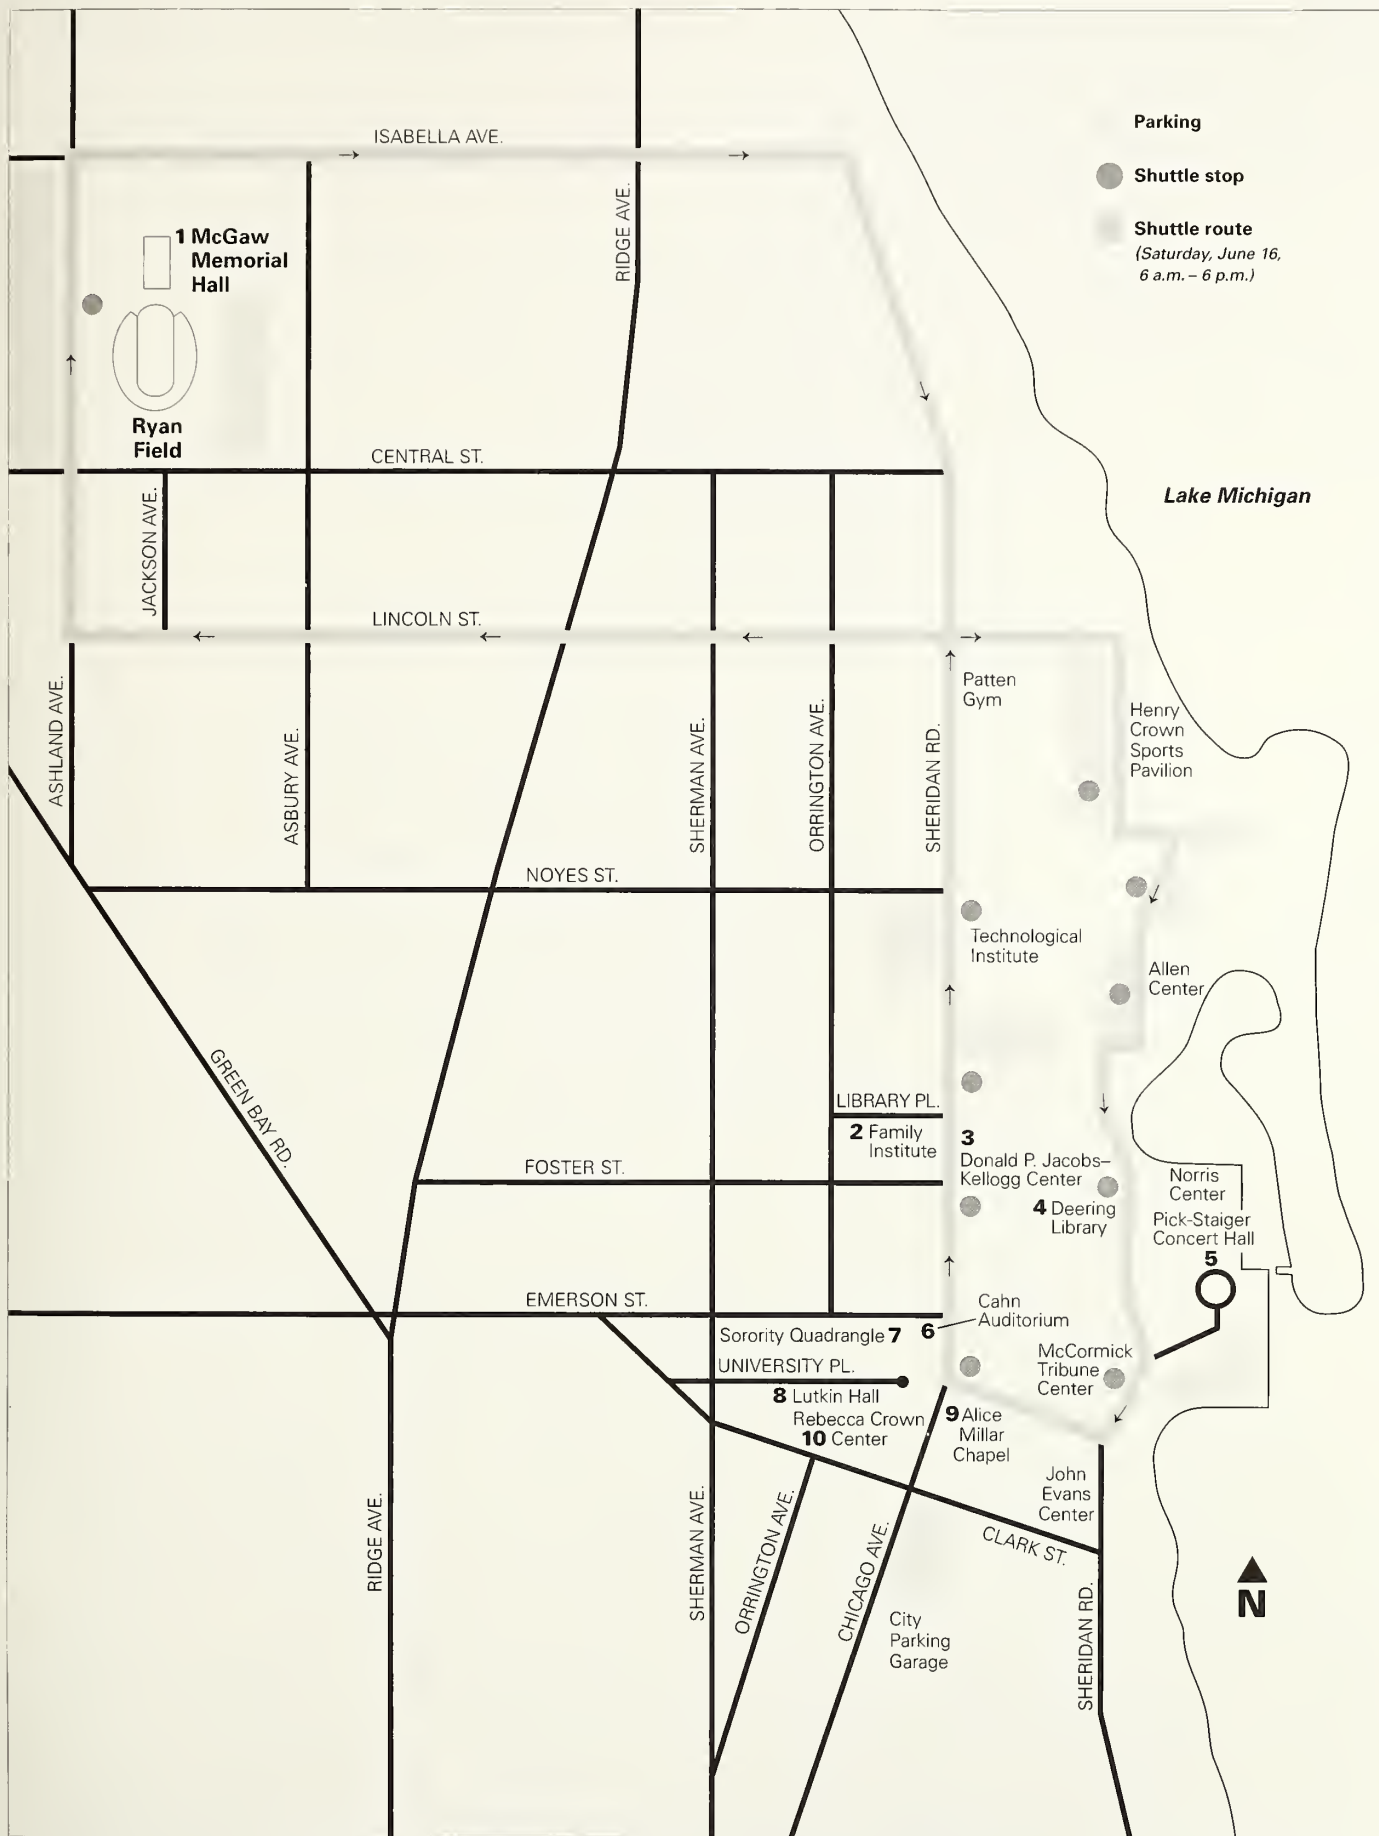 ISABELLA AVE.
Parking
Shuttle stop
Shuttle route
(Saturday, June 16,
6 a.m. – 6 p.m.)
RIDGE AVE.
1 McGaw
Memorial
Hall
Ryan
Field
CENTRAL ST.
Lake Michigan
JACKSON AVE.
LINCOLN ST.
Patten
Gym
Henry
Crown
Sports
Pavilion
ASHLAND AVE.
ASBURY AVE.
SHERMAN AVE.
ORRINGTON AVE.
SHERIDAN RD.
NOYES ST.
Technological
Institute
Allen
Center
GREEN BAY RD.
LIBRARY PL.
2 Family
Institute
3
Donald P. Jacobs–
Kellogg Center
FOSTER ST.
4 Deering
Library
Norris
Center
Pick-Staiger
Concert Hall
5
EMERSON ST.
Cahn
Auditorium
Sorority Quadrangle 7
6
UNIVERSITY PL.
McCormick
Tribune
Center
8 Lutkin Hall
Rebecca Crown
10 Center
9 Alice
Millar
Chapel
John
Evans
Center
CLARK ST.
RIDGE AVE.
SHERMAN AVE.
ORRINGTON AVE.
CHICAGO AVE.
City
Parking
Garage
SHERIDAN RD.
N